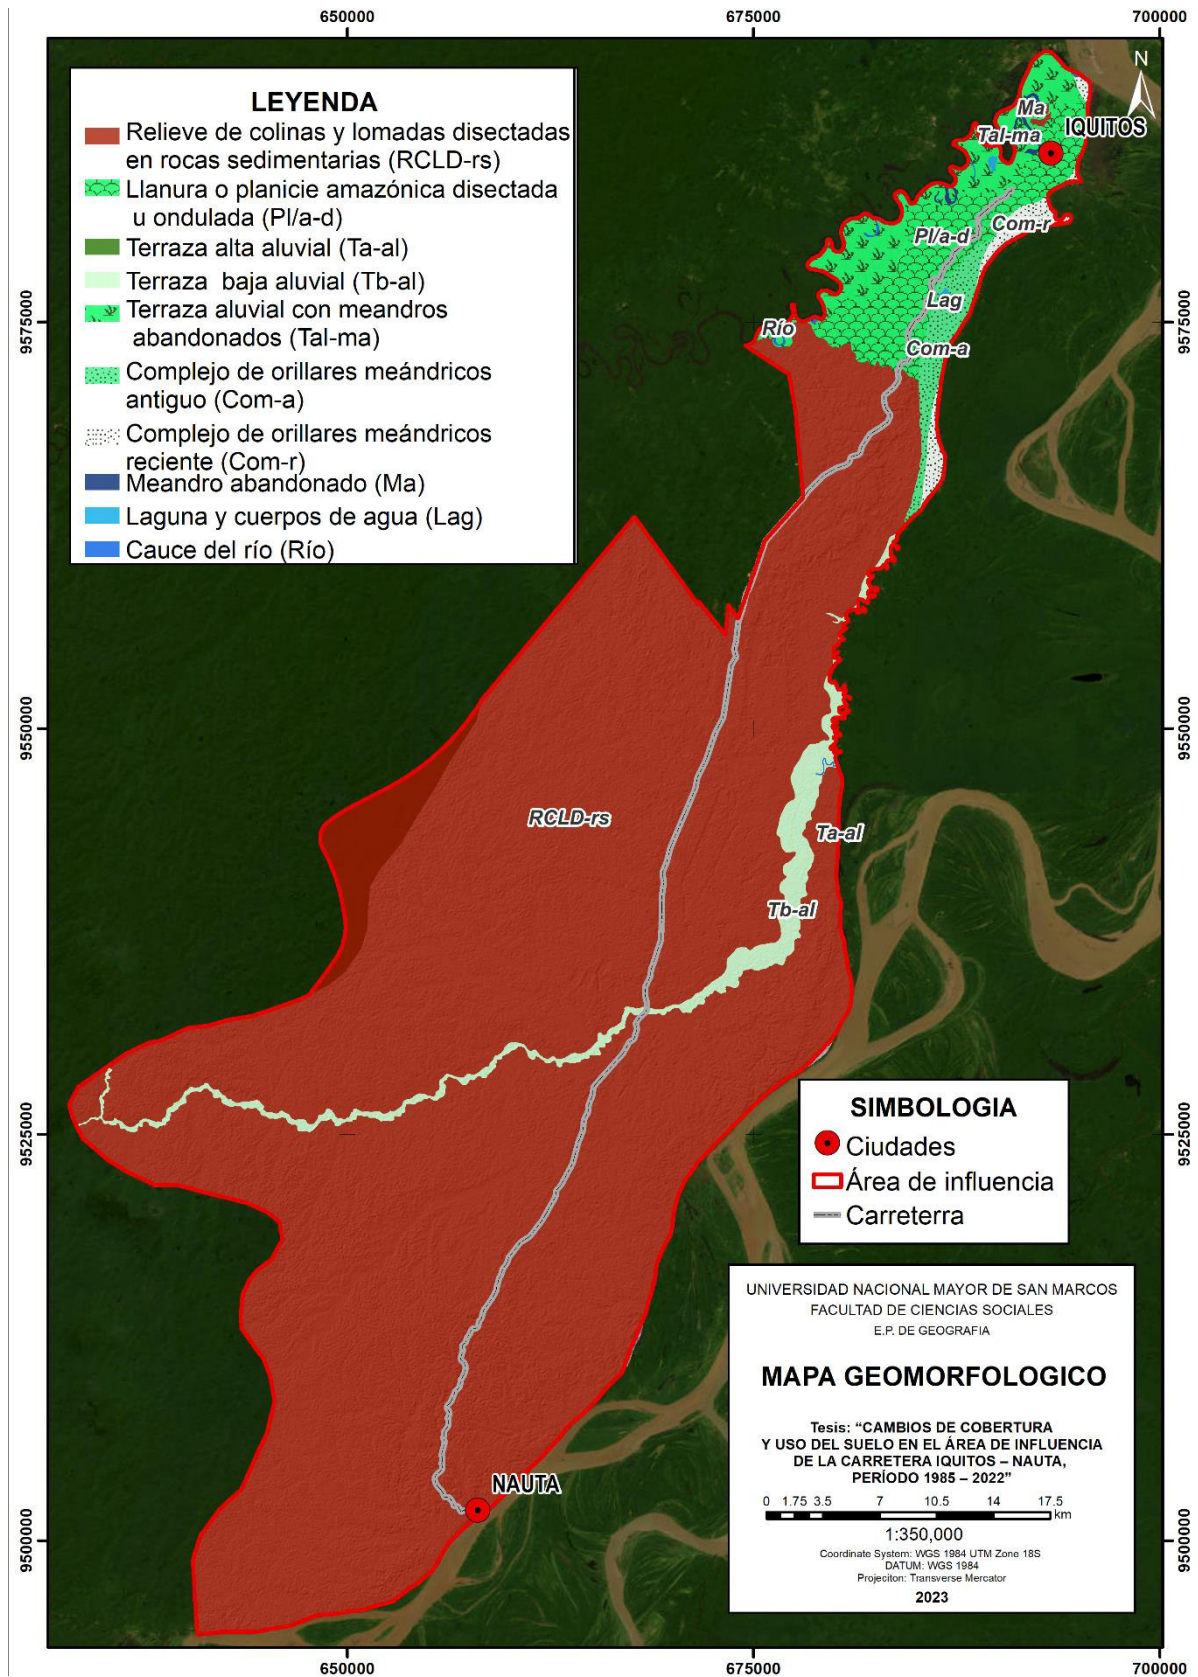 650000
675000
700000
LEYENDA
Relieve de colinas y lomadas disectadas
en rocas sedimentarias (RCLD-rs)
Llanura o planicie amazónica disectada
u ondulada (Pl/a-d)
Terraza alta aluvial (Ta-al)
Terraza baja aluvial (Tb-al)
Terraza aluvial con meandros
abandonados (Tal-ma)
Complejo de orillares meándricos
antiguo (Com-a)
Complejo de orillares meándricos
reciente (Com-r)
Meandro abandonado (Ma)
Laguna y cuerpos de agua (Lag)
Cauce del río (Río)
N
Ma
Tal-ma
IQUITOS
Pl/a-d
Com-r
Lag
Río
Com-a
9575000
9575000
9550000
9550000
RCLD-rs
Ta-al
Tb-al
9525000
9525000
SIMBOLOGIA
Ciudades
Área de influencia
Carreterra
NAUTA
9500000
9500000
UNIVERSIDAD NACIONAL MAYOR DE SAN MARCOS
FACULTAD DE CIENCIAS SOCIALES
E.P. DE GEOGRAFIA
MAPA GEOMORFOLOGICO
Tesis: “CAMBIOS DE COBERTURA
Y USO DEL SUELO EN EL ÁREA DE INFLUENCIA
DE LA CARRETERA IQUITOS – NAUTA,
PERÍODO 1985 – 2022”
0 1.75 3.5 7 10.5 14 17.5
km
1:350,000
Coordinate System: WGS 1984 UTM Zone 18S
DATUM: WGS 1984
Projeciton: Transverse Mercator
2023
650000
675000
700000